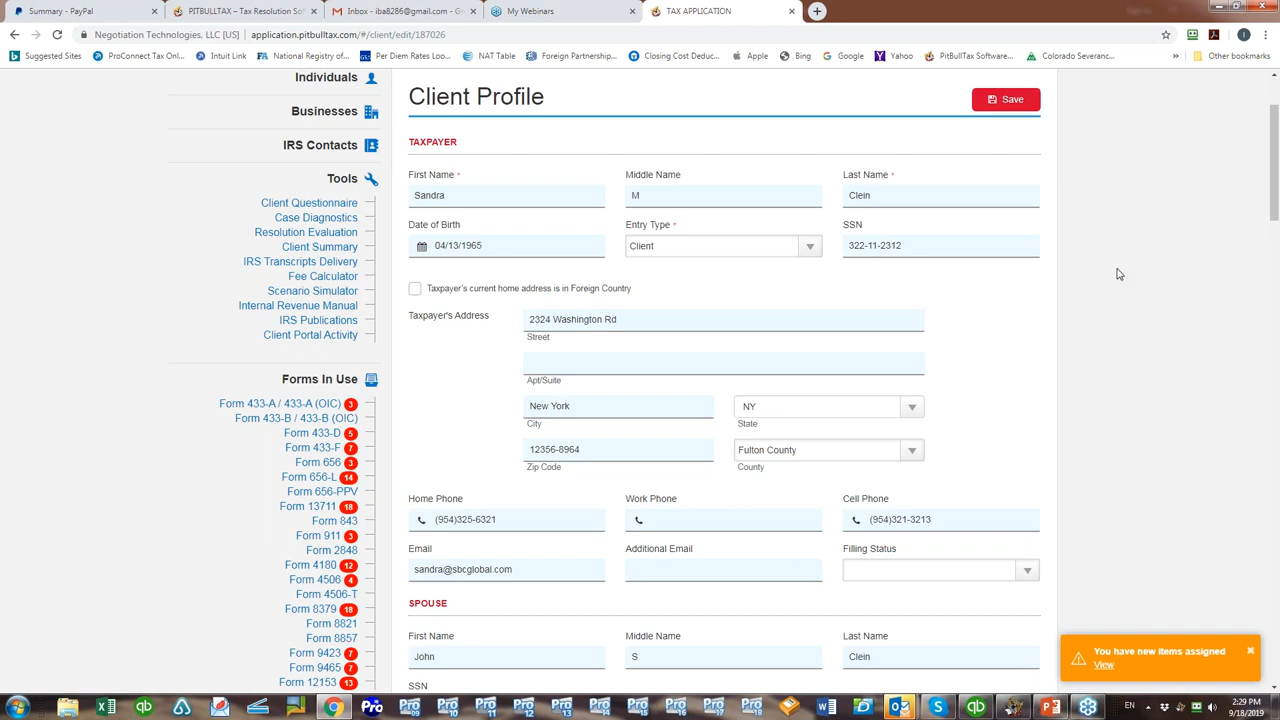 Summary - PayPal
PITBULLTAX – Tax Resolution Sof
M Inbox - iba8286@gmail.com - G
My Webinars
TAX APPLICATION
Negotiation Technologies, LLC [US] | application.pitbulltax.com/#/client/edit/187026
Suggested Sites
ProConnect Tax Onl...
Intuit Link
National Registry of...
Per Diem Rates Loo...
NAT Table
Foreign Partnership...
Closing Cost Deduc...
Apple
Bing
Google
Yahoo
PitBullTax Software...
Colorado Severanc...
»
Other bookmarks
Individuals
Businesses
IRS Contacts
Tools
Client Questionnaire
Case Diagnostics
Resolution Evaluation
Client Summary
IRS Transcripts Delivery
Fee Calculator
Scenario Simulator
Internal Revenue Manual
IRS Publications
Client Portal Activity
Forms In Use
Form 433-A / 433-A (OIC) 3
Form 433-B / 433-B (OIC)
Form 433-D 5
Form 433-F 7
Form 656 3
Form 656-L 14
Form 656-PPV
Form 13711 18
Form 843
Form 911 3
Form 2848
Form 4180 12
Form 4506 4
Form 4506-T
Form 8379 18
Form 8821
Form 8857
Form 9423 7
Form 9465 7
Form 12153 13
Client Profile
Save
TAXPAYER
First Name * Middle Name Last Name *
Sandra M Clein
Date of Birth Entry Type * SSN
04/13/1965 Client 322-11-2312
Taxpayer's current home address is in Foreign Country
Taxpayer's Address 2324 Washington Rd
Street
Apt/Suite
New York NY
City State
12356-8964 Fulton County
Zip Code County
Home Phone Work Phone Cell Phone
(954)325-6321 (954)321-3213
Email Additional Email Filling Status
sandra@sbcglobal.com
SPOUSE
First Name Middle Name Last Name
John S Clein
SSN
You have new items assigned
View
EN
2:29 PM
9/18/2019